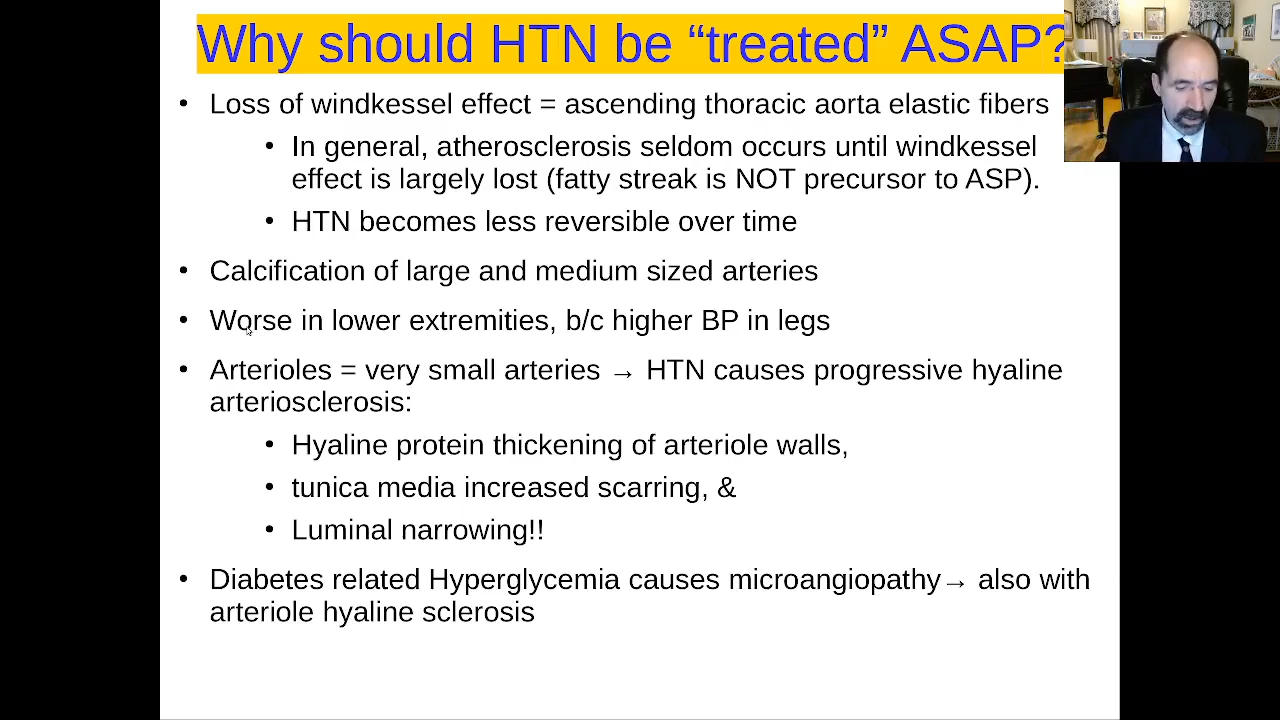 Why should HTN be “treated” ASAP?
• Loss of windkessel effect = ascending thoracic aorta elastic fibers
• In general, atherosclerosis seldom occurs until windkessel
effect is largely lost (fatty streak is NOT precursor to ASP).
• HTN becomes less reversible over time
• Calcification of large and medium sized arteries
• Worse in lower extremities, b/c higher BP in legs
• Arterioles = very small arteries → HTN causes progressive hyaline
arteriosclerosis:
• Hyaline protein thickening of arteriole walls,
• tunica media increased scarring, &
• Luminal narrowing!!
• Diabetes related Hyperglycemia causes microangiopathy→ also with
arteriole hyaline sclerosis